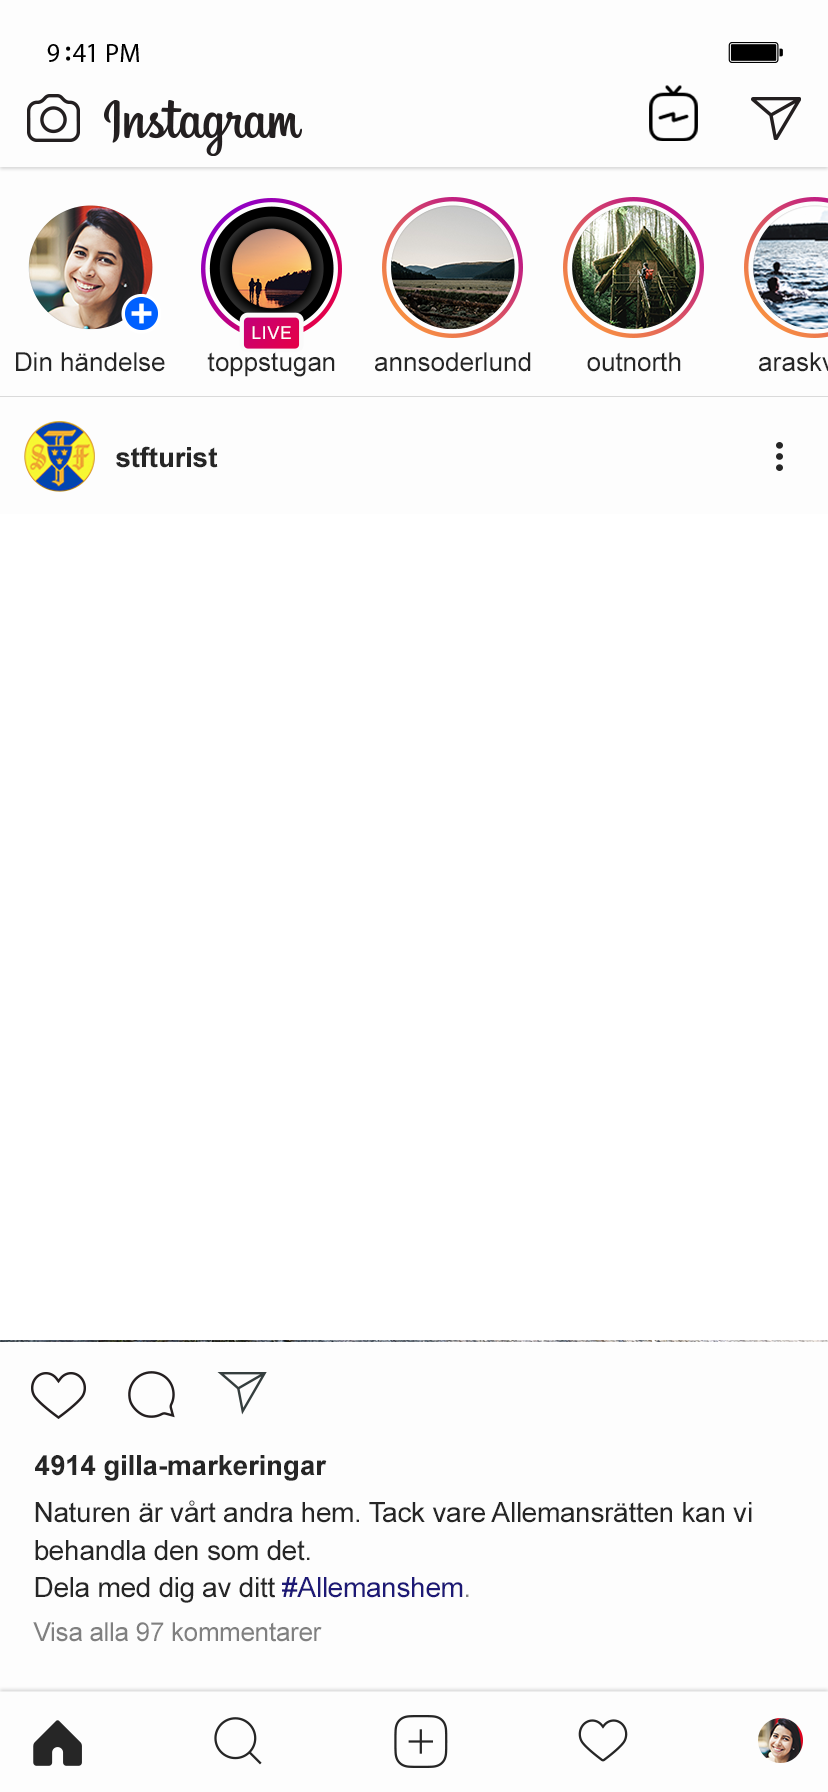 9:41 PM
Instagram
LIVE
Din händelse toppstugan annsoderlund outnorth
STF stfturist
4914 gilla-markeringar
Naturen är vårt andra hem. Tack vare Allemansrätten kan vi
behandla den som det.
Dela med dig av ditt #Allemanshem.
Visa alla 97 kommentarer